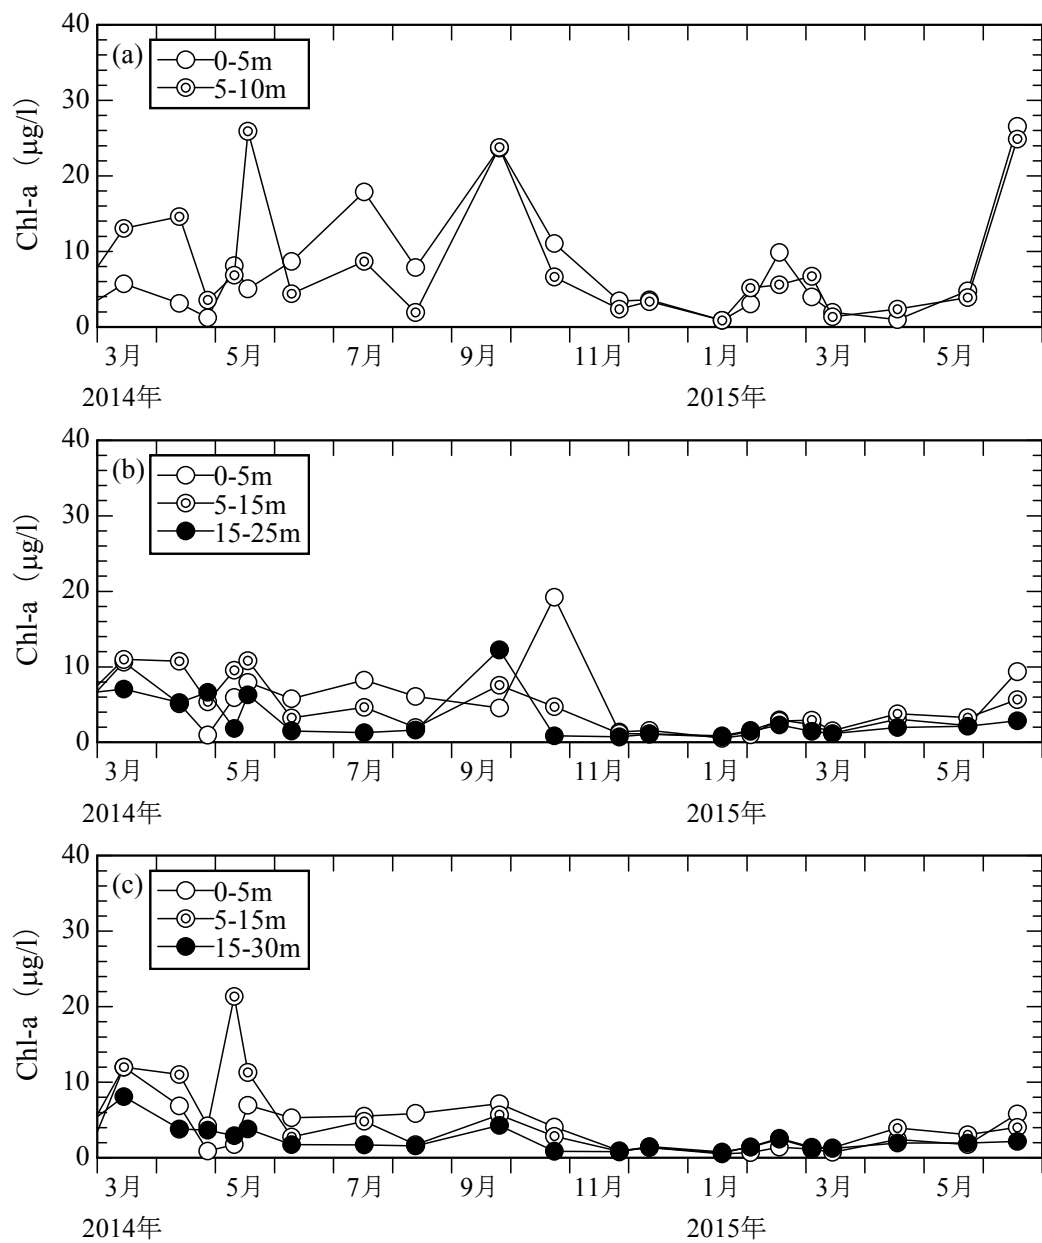 40
(a)
0-5m
5-10m
30
20
10
0
Chl-a (μg/l)
3月 5月 7月 9月 11月 1月 3月 5月
2014年 2015年
40
(b)
0-5m
5-15m
15-25m
30
20
10
0
Chl-a (μg/l)
3月 5月 7月 9月 11月 1月 3月 5月
2014年 2015年
40
(c)
0-5m
5-15m
15-30m
30
20
10
0
Chl-a (μg/l)
3月 5月 7月 9月 11月 1月 3月 5月
2014年 2015年